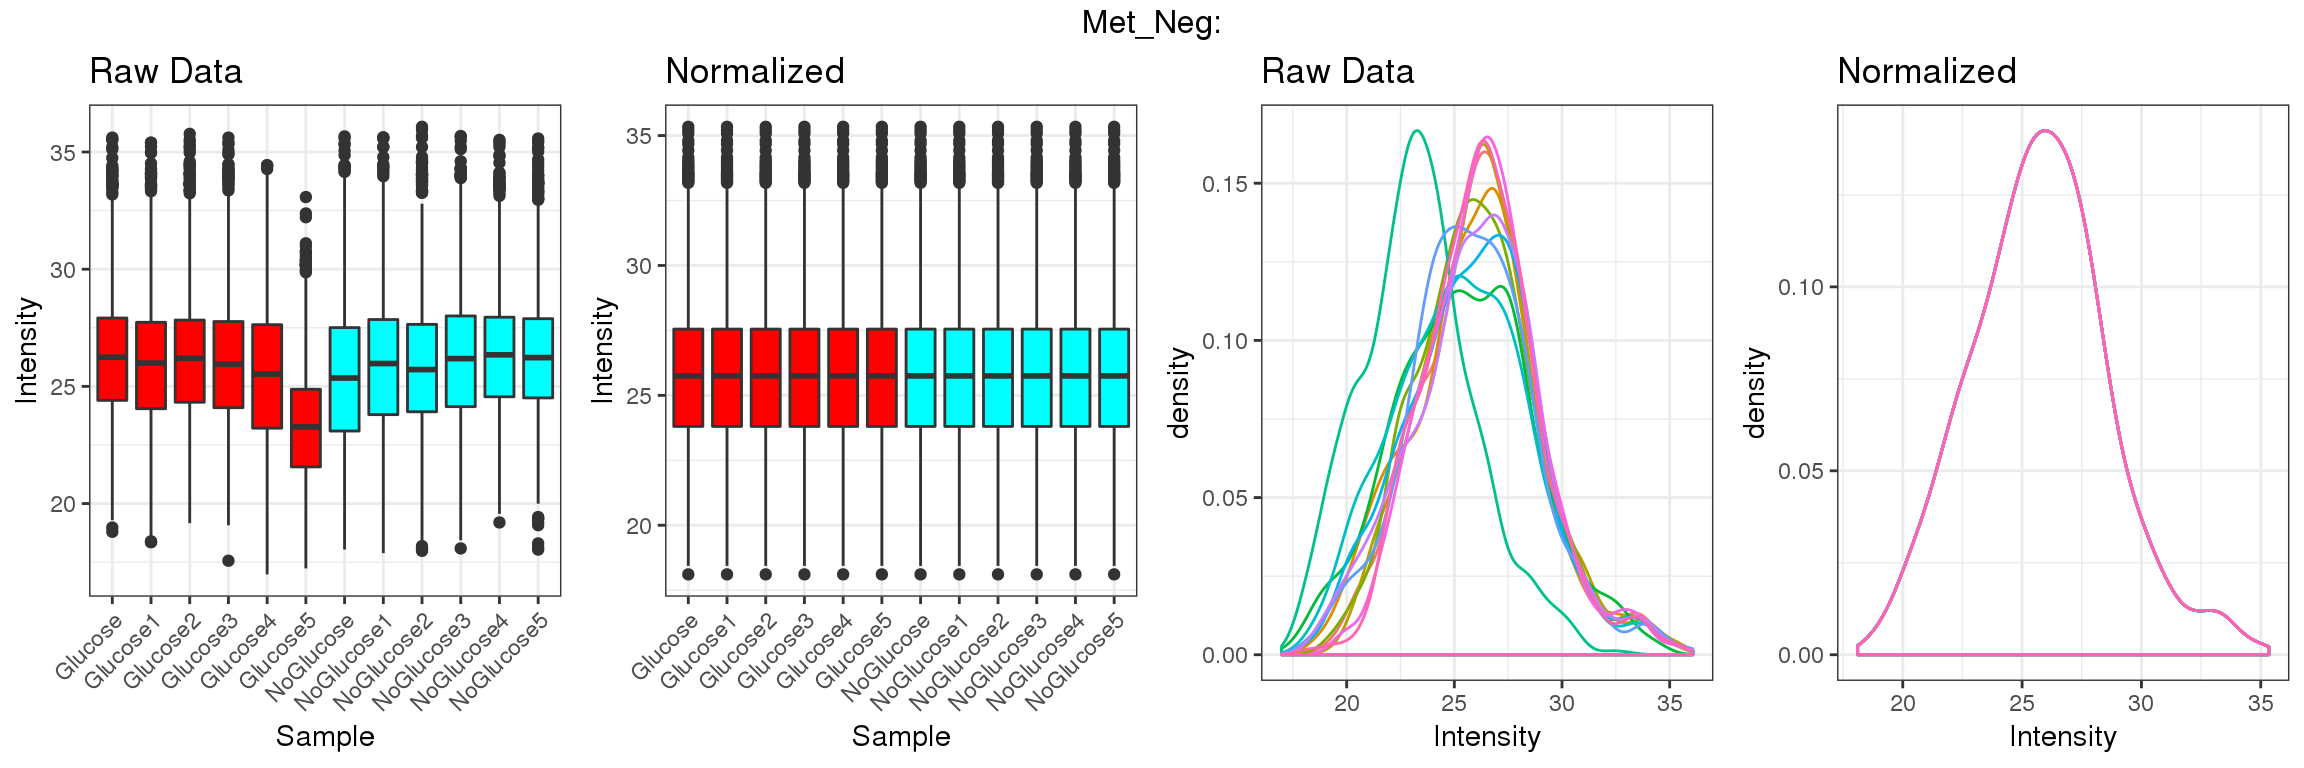 Met_Neg:
Raw Data
Intensity
35
30
25
20
Glucose
Glucose1
Glucose2
Glucose3
Glucose4
Glucose5
NoGlucose
NoGlucose1
NoGlucose2
NoGlucose3
NoGlucose4
NoGlucose5
Sample
Normalized
Intensity
35
30
25
20
Glucose
Glucose1
Glucose2
Glucose3
Glucose4
Glucose5
NoGlucose
NoGlucose1
NoGlucose2
NoGlucose3
NoGlucose4
NoGlucose5
Sample
Raw Data
density
0.15
0.10
0.05
0.00
20 25 30 35
Intensity
Normalized
density
0.10
0.05
0.00
20 25 30 35
Intensity